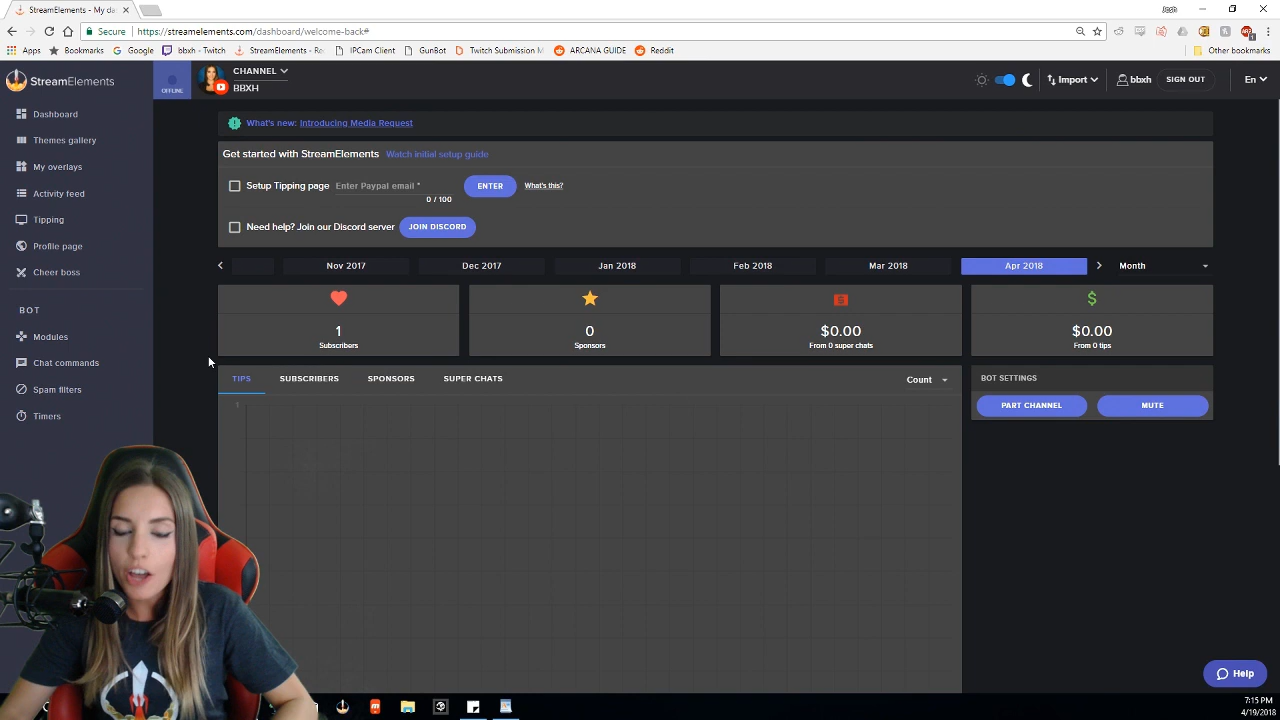 StreamElements - My da
Secure
https://streamelements.com/dashboard/welcome-back#
Apps
Bookmarks
Google
bbxh - Twitch
StreamElements - Re
IPCam Client
GunBot
Twitch Submission M
ARCANA GUIDE
Reddit
Other bookmarks
StreamElements
OFFLINE
CHANNEL
BBXH
Import
bbxh
SIGN OUT
En
Dashboard
Themes gallery
My overlays
Activity feed
Tipping
Profile page
Cheer boss
BOT
Modules
Chat commands
Spam filters
Timers
What's new: Introducing Media Request
Get started with StreamElements
Watch initial setup guide
Setup Tipping page
Enter Paypal email *
0 / 100
ENTER
What's this?
Need help? Join our Discord server
JOIN DISCORD
Nov 2017
Dec 2017
Jan 2018
Feb 2018
Mar 2018
Apr 2018
Month
1
Subscribers
0
Sponsors
$0.00
From 0 super chats
$0.00
From 0 tips
TIPS
SUBSCRIBERS
SPONSORS
SUPER CHATS
Count
1
BOT SETTINGS
PART CHANNEL
MUTE
Help
7:15 PM
4/19/2018